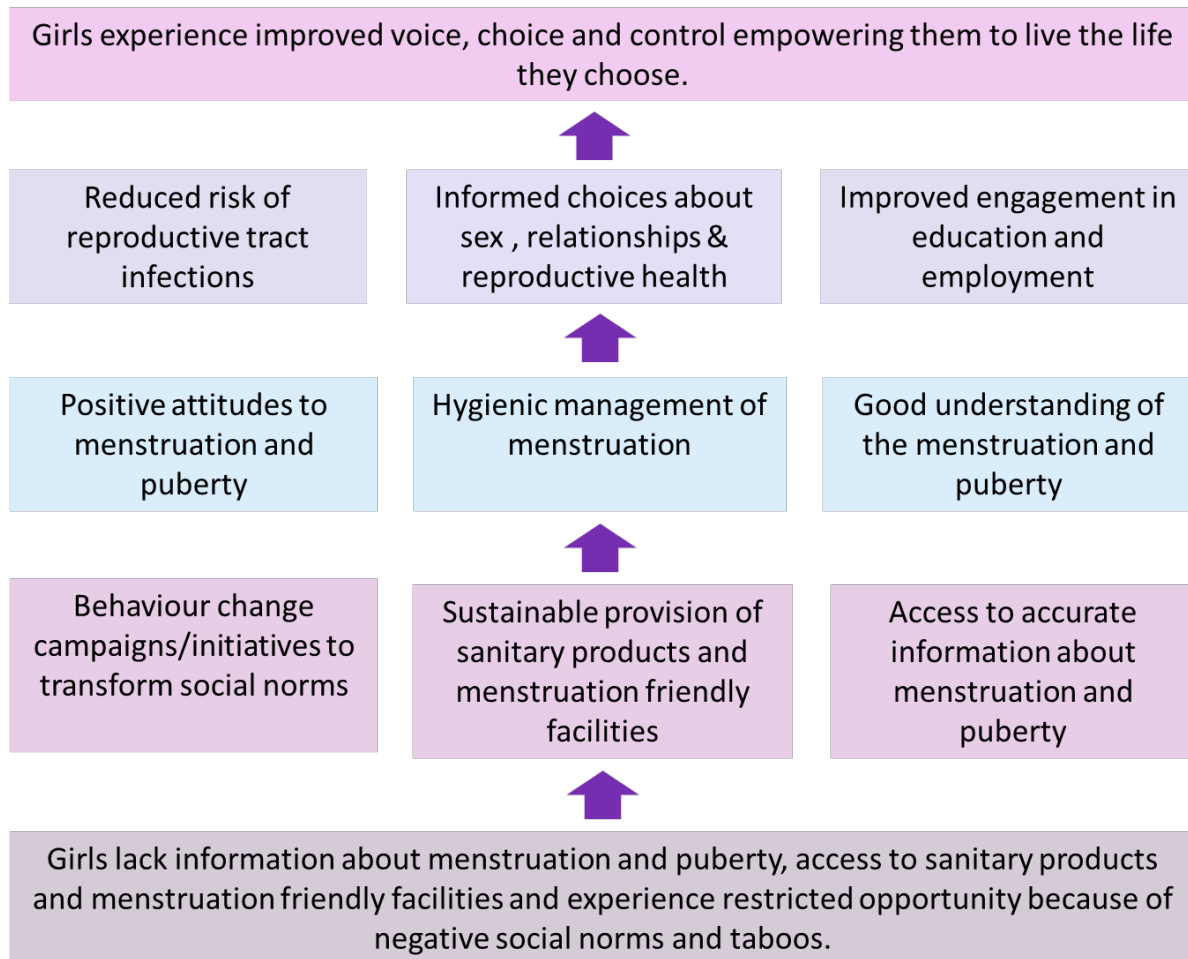 Girls experience improved voice, choice and control empowering them to live the life
they choose.
Reduced risk of
reproductive tract
infections
Informed choices about
sex , relationships &
reproductive health
Improved engagement in
education and
employment
Positive attitudes to
menstruation and
puberty
Hygienic management of
menstruation
Good understanding of
the menstruation and
puberty
Behaviour change
campaigns/initiatives to
transform social norms
Sustainable provision of
sanitary products and
menstruation friendly
facilities
Access to accurate
information about
menstruation and
puberty
Girls lack information about menstruation and puberty, access to sanitary products
and menstruation friendly facilities and experience restricted opportunity because of
negative social norms and taboos.